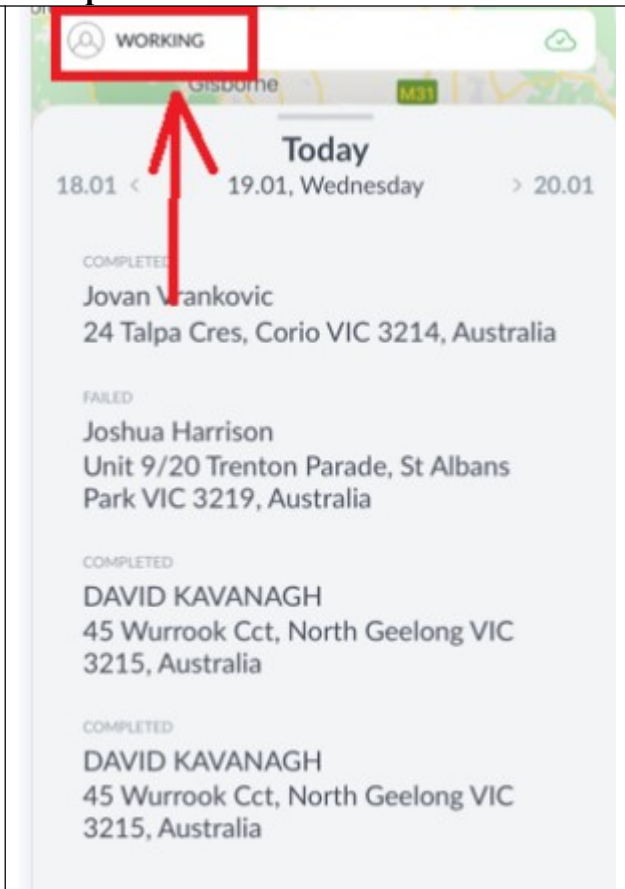 WORKING
Gisborne
M31
Today
18.01 < 19.01, Wednesday > 20.01
COMPLETED
Jovan Vrankovic
24 Talpa Cres, Corio VIC 3214, Australia
FAILED
Joshua Harrison
Unit 9/20 Trenton Parade, St Albans
Park VIC 3219, Australia
COMPLETED
DAVID KAVANAGH
45 Wurrook Cct, North Geelong VIC
3215, Australia
COMPLETED
DAVID KAVANAGH
45 Wurrook Cct, North Geelong VIC
3215, Australia